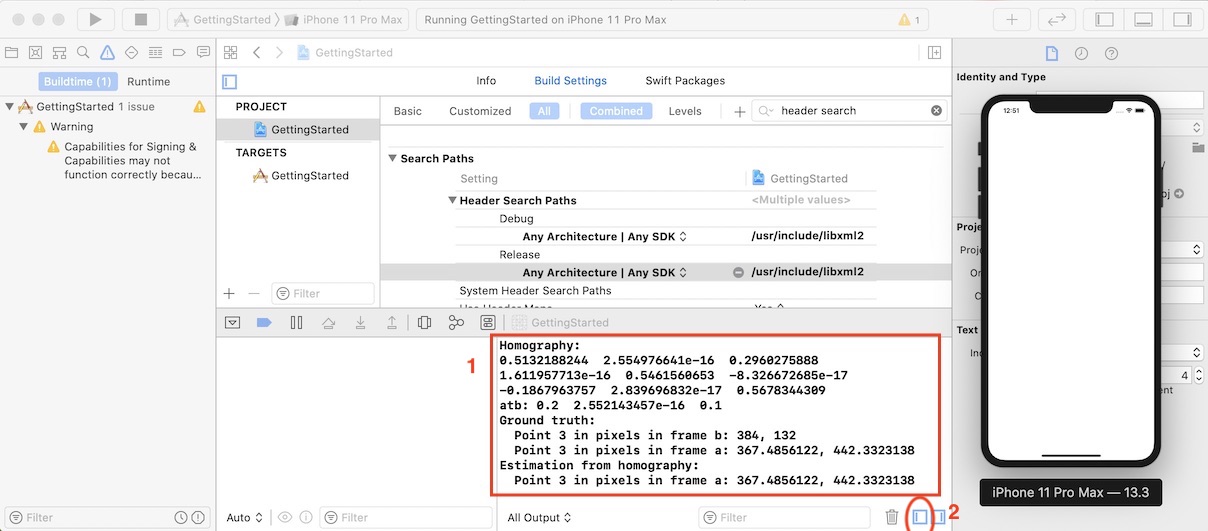 GettingStarted
iPhone 11 Pro Max
Running GettingStarted on iPhone 11 Pro Max
1
GettingStarted
Buildtime (1)
Runtime
Info
Build Settings
Swift Packages
Identity and Type
GettingStarted 1 issue
Warning
Capabilities for Signing &
Capabilities may not
function correctly becau...
PROJECT
GettingStarted
TARGETS
GettingStarted
Filter
Basic
Customized
All
Combined
Levels
header search
Search Paths
Setting
GettingStarted
Header Search Paths
<Multiple values>
Debug
Any Architecture | Any SDK
/usr/include/libxml2
Release
Any Architecture | Any SDK
/usr/include/libxml2
System Header Search Paths
Use Header Maps
Yes
GettingStarted
1
Homography:
0.5132188244  2.554976641e-16  0.2960275888
1.611957713e-16  0.5461560653  -8.326672685e-17
-0.1867963757  2.839696832e-17  0.5678344309
atb: 0.2  2.552143457e-16  0.1
Ground truth:
Point 3 in pixels in frame b: 384, 132
Point 3 in pixels in frame a: 367.4856122, 442.3323138
Estimation from homography:
Point 3 in pixels in frame a: 367.4856122, 442.3323138
12:51
Text
4
iPhone 11 Pro Max — 13.3
Filter
Auto
Filter
All Output
Filter
2